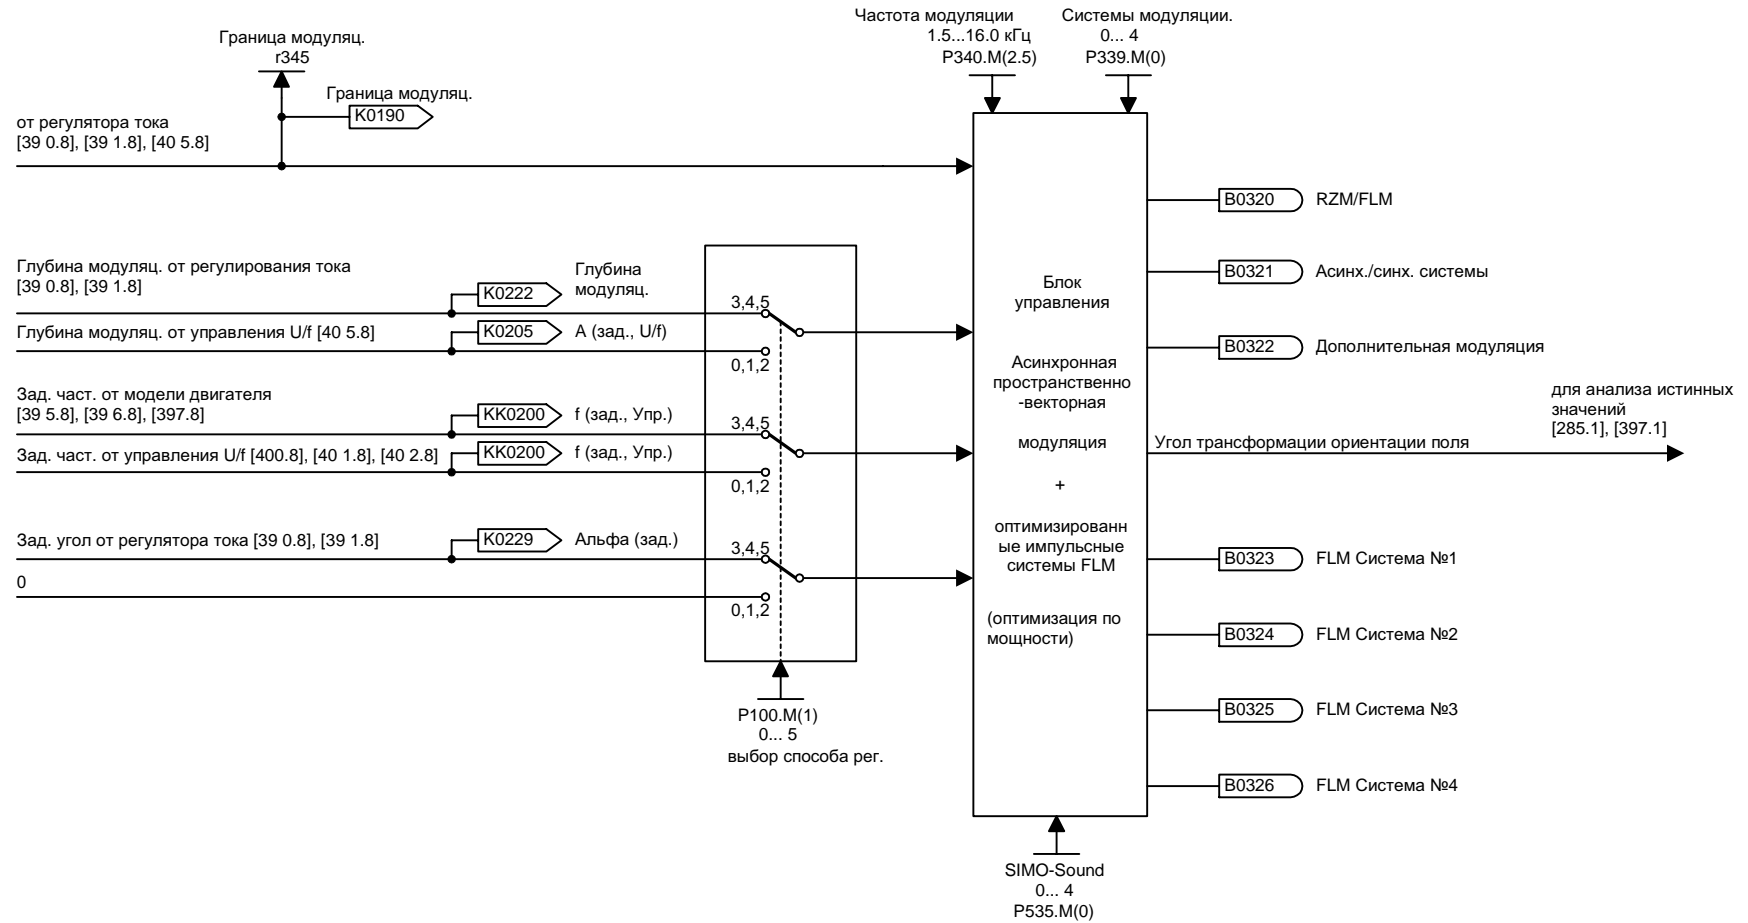 Частота модуляции
1.5...16.0 кГц
P340.M(2.5)
Системы модуляции.
0... 4
P339.M(0)
Граница модуляц.
r345
Граница модуляц.
K0190
от регулятора тока
[39 0.8], [39 1.8], [40 5.8]
Глубина модуляц. от регулирования тока
[39 0.8], [39 1.8]
K0222
Глубина
модуляц.
Глубина модуляц. от управления U/f [40 5.8]
K0205
A (зад., U/f)
3,4,5
0,1,2
Зад. част. от модели двигателя
[39 5.8], [39 6.8], [397.8]
KK0200
f (зад., Упр.)
Зад. част. от управления U/f [400.8], [40 1.8], [40 2.8]
KK0200
f (зад., Упр.)
3,4,5
0,1,2
Зад. угол от регулятора тока [39 0.8], [39 1.8]
K0229
Альфа (зад.)
0
3,4,5
0,1,2
P100.M(1)
0... 5
выбор способа рег.
Блок
управления
Асинхронная
пространственно
-векторная
модуляция
+
оптимизированн
ые импульсные
системы FLM
(оптимизация по
мощности)
SIMO-Sound
0... 4
P535.M(0)
B0320
RZM/FLM
B0321
Асинх./синх. системы
B0322
Дополнительная модуляция
для анализа истинных
значений
[285.1], [397.1]
Угол трансформации ориентации поля
B0323
FLM Система №1
B0324
FLM Система №2
B0325
FLM Система №3
B0326
FLM Система №4